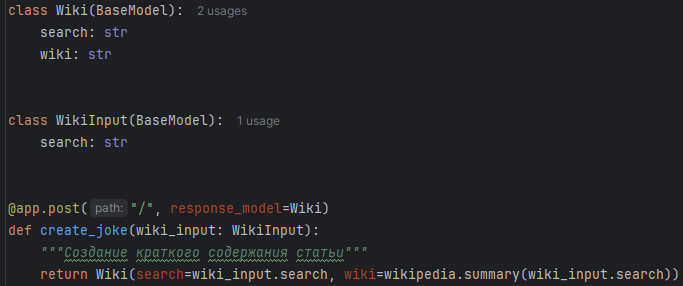 class Wiki(BaseModel): 2 usages
    search: str
    wiki: str
class WikiInput(BaseModel): 1 usage
    search: str
@app.post( path: "/", response_model=Wiki)
def create_joke(wiki_input: WikiInput):
    """Создание краткого содержания статьи"""
    return Wiki(search=wiki_input.search, wiki=wikipedia.summary(wiki_input.search))